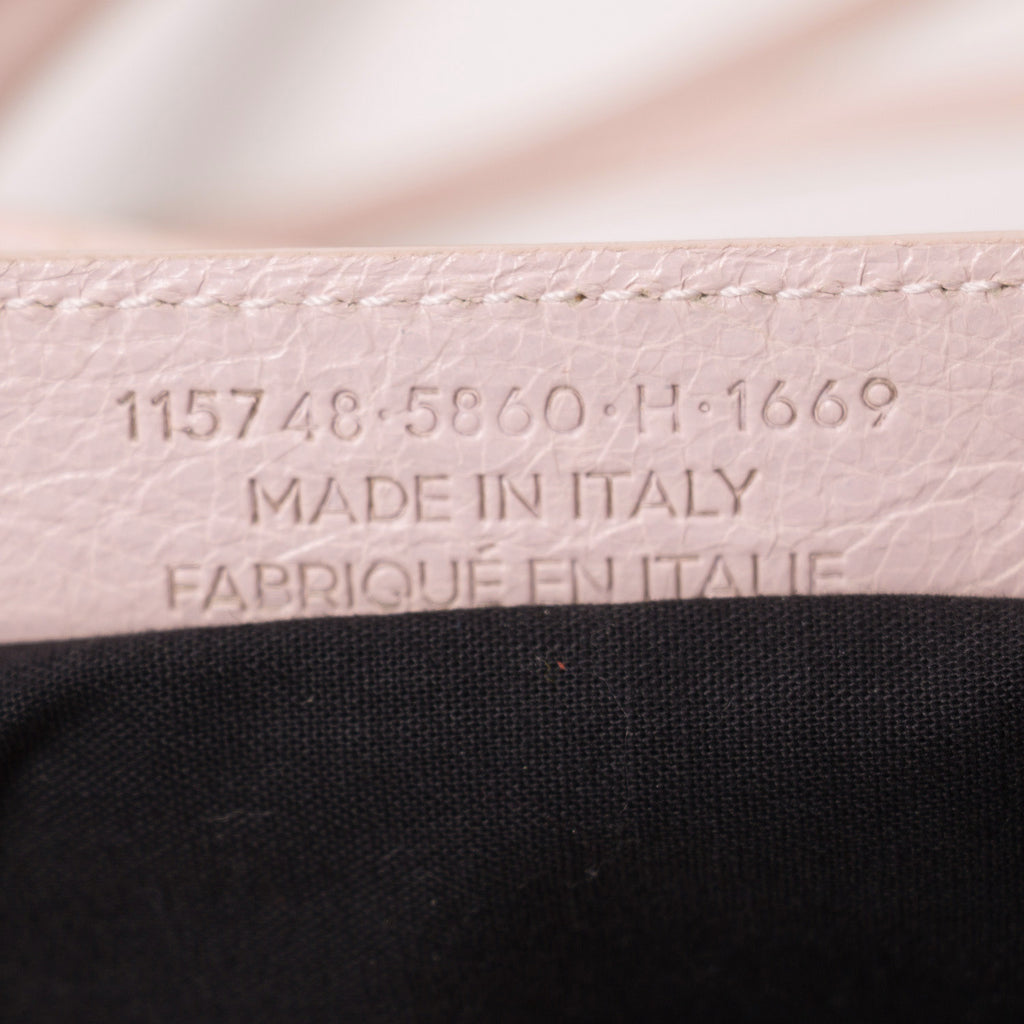 115748·5860·H·1669
MADE IN ITALY
FABRIQUÉ EN ITALIE